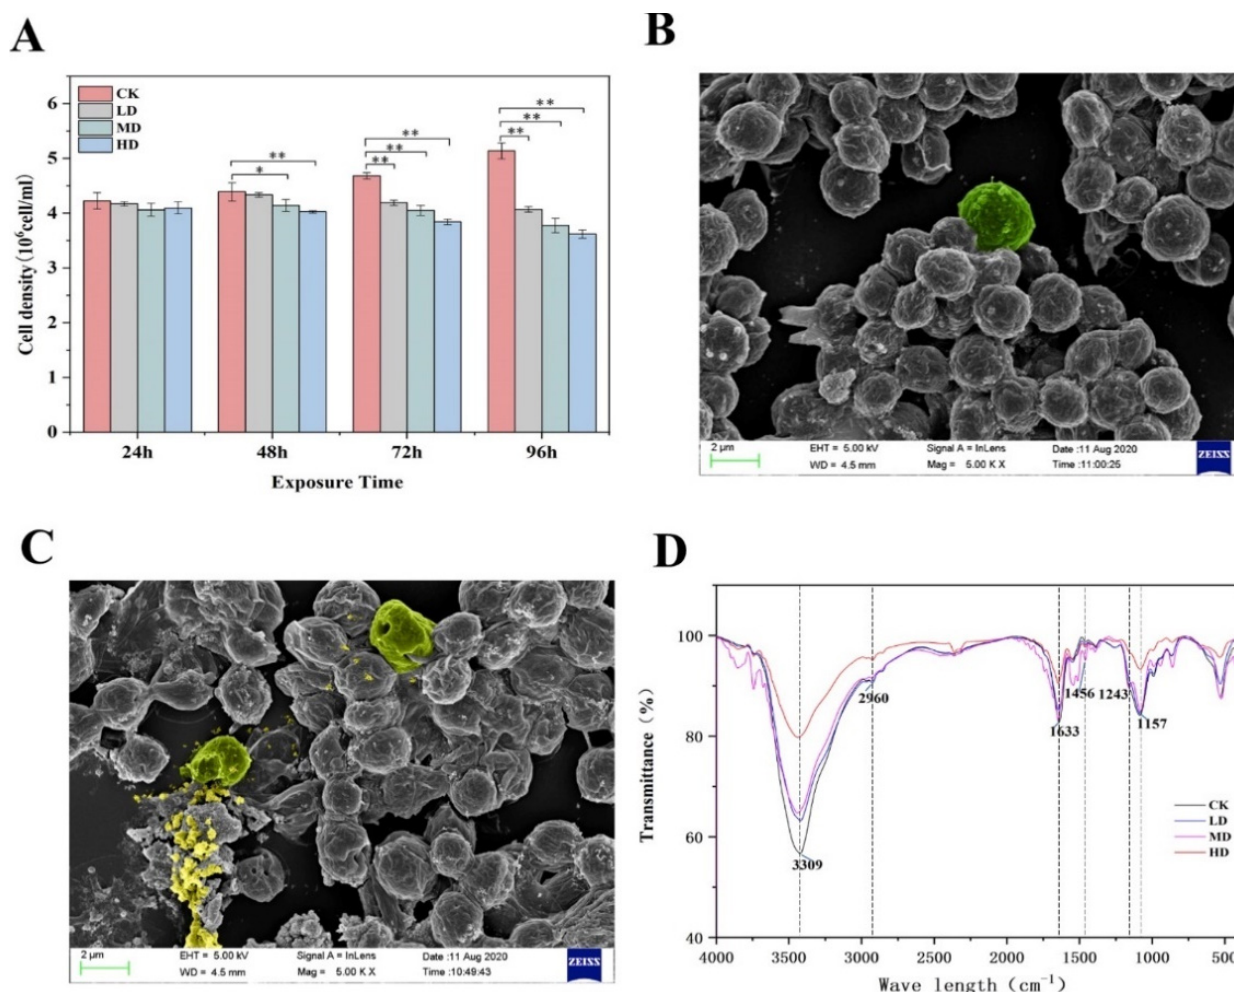 A
CK
LD
MD
HD
6
5
4
3
2
1
0
** ** ** ** ** ** * **
Cell density (10⁶cell/ml)
24h 48h 72h 96h
Exposure Time
B
2 µm
EHT = 5.00 kV Signal A = InLens Date :11 Aug 2020
WD = 4.5 mm Mag = 5.00 K X Time :11:00:25
ZEISS
C
2 µm
EHT = 5.00 kV Signal A = InLens Date :11 Aug 2020
WD = 4.5 mm Mag = 5.00 K X Time :10:49:43
ZEISS
D
100
80
60
40
Transmittance (%)
2960
1456 1243
1633 1157
3309
CK
LD
MD
HD
4000 3500 3000 2500 2000 1500 1000 500
Wave length (cm⁻¹)